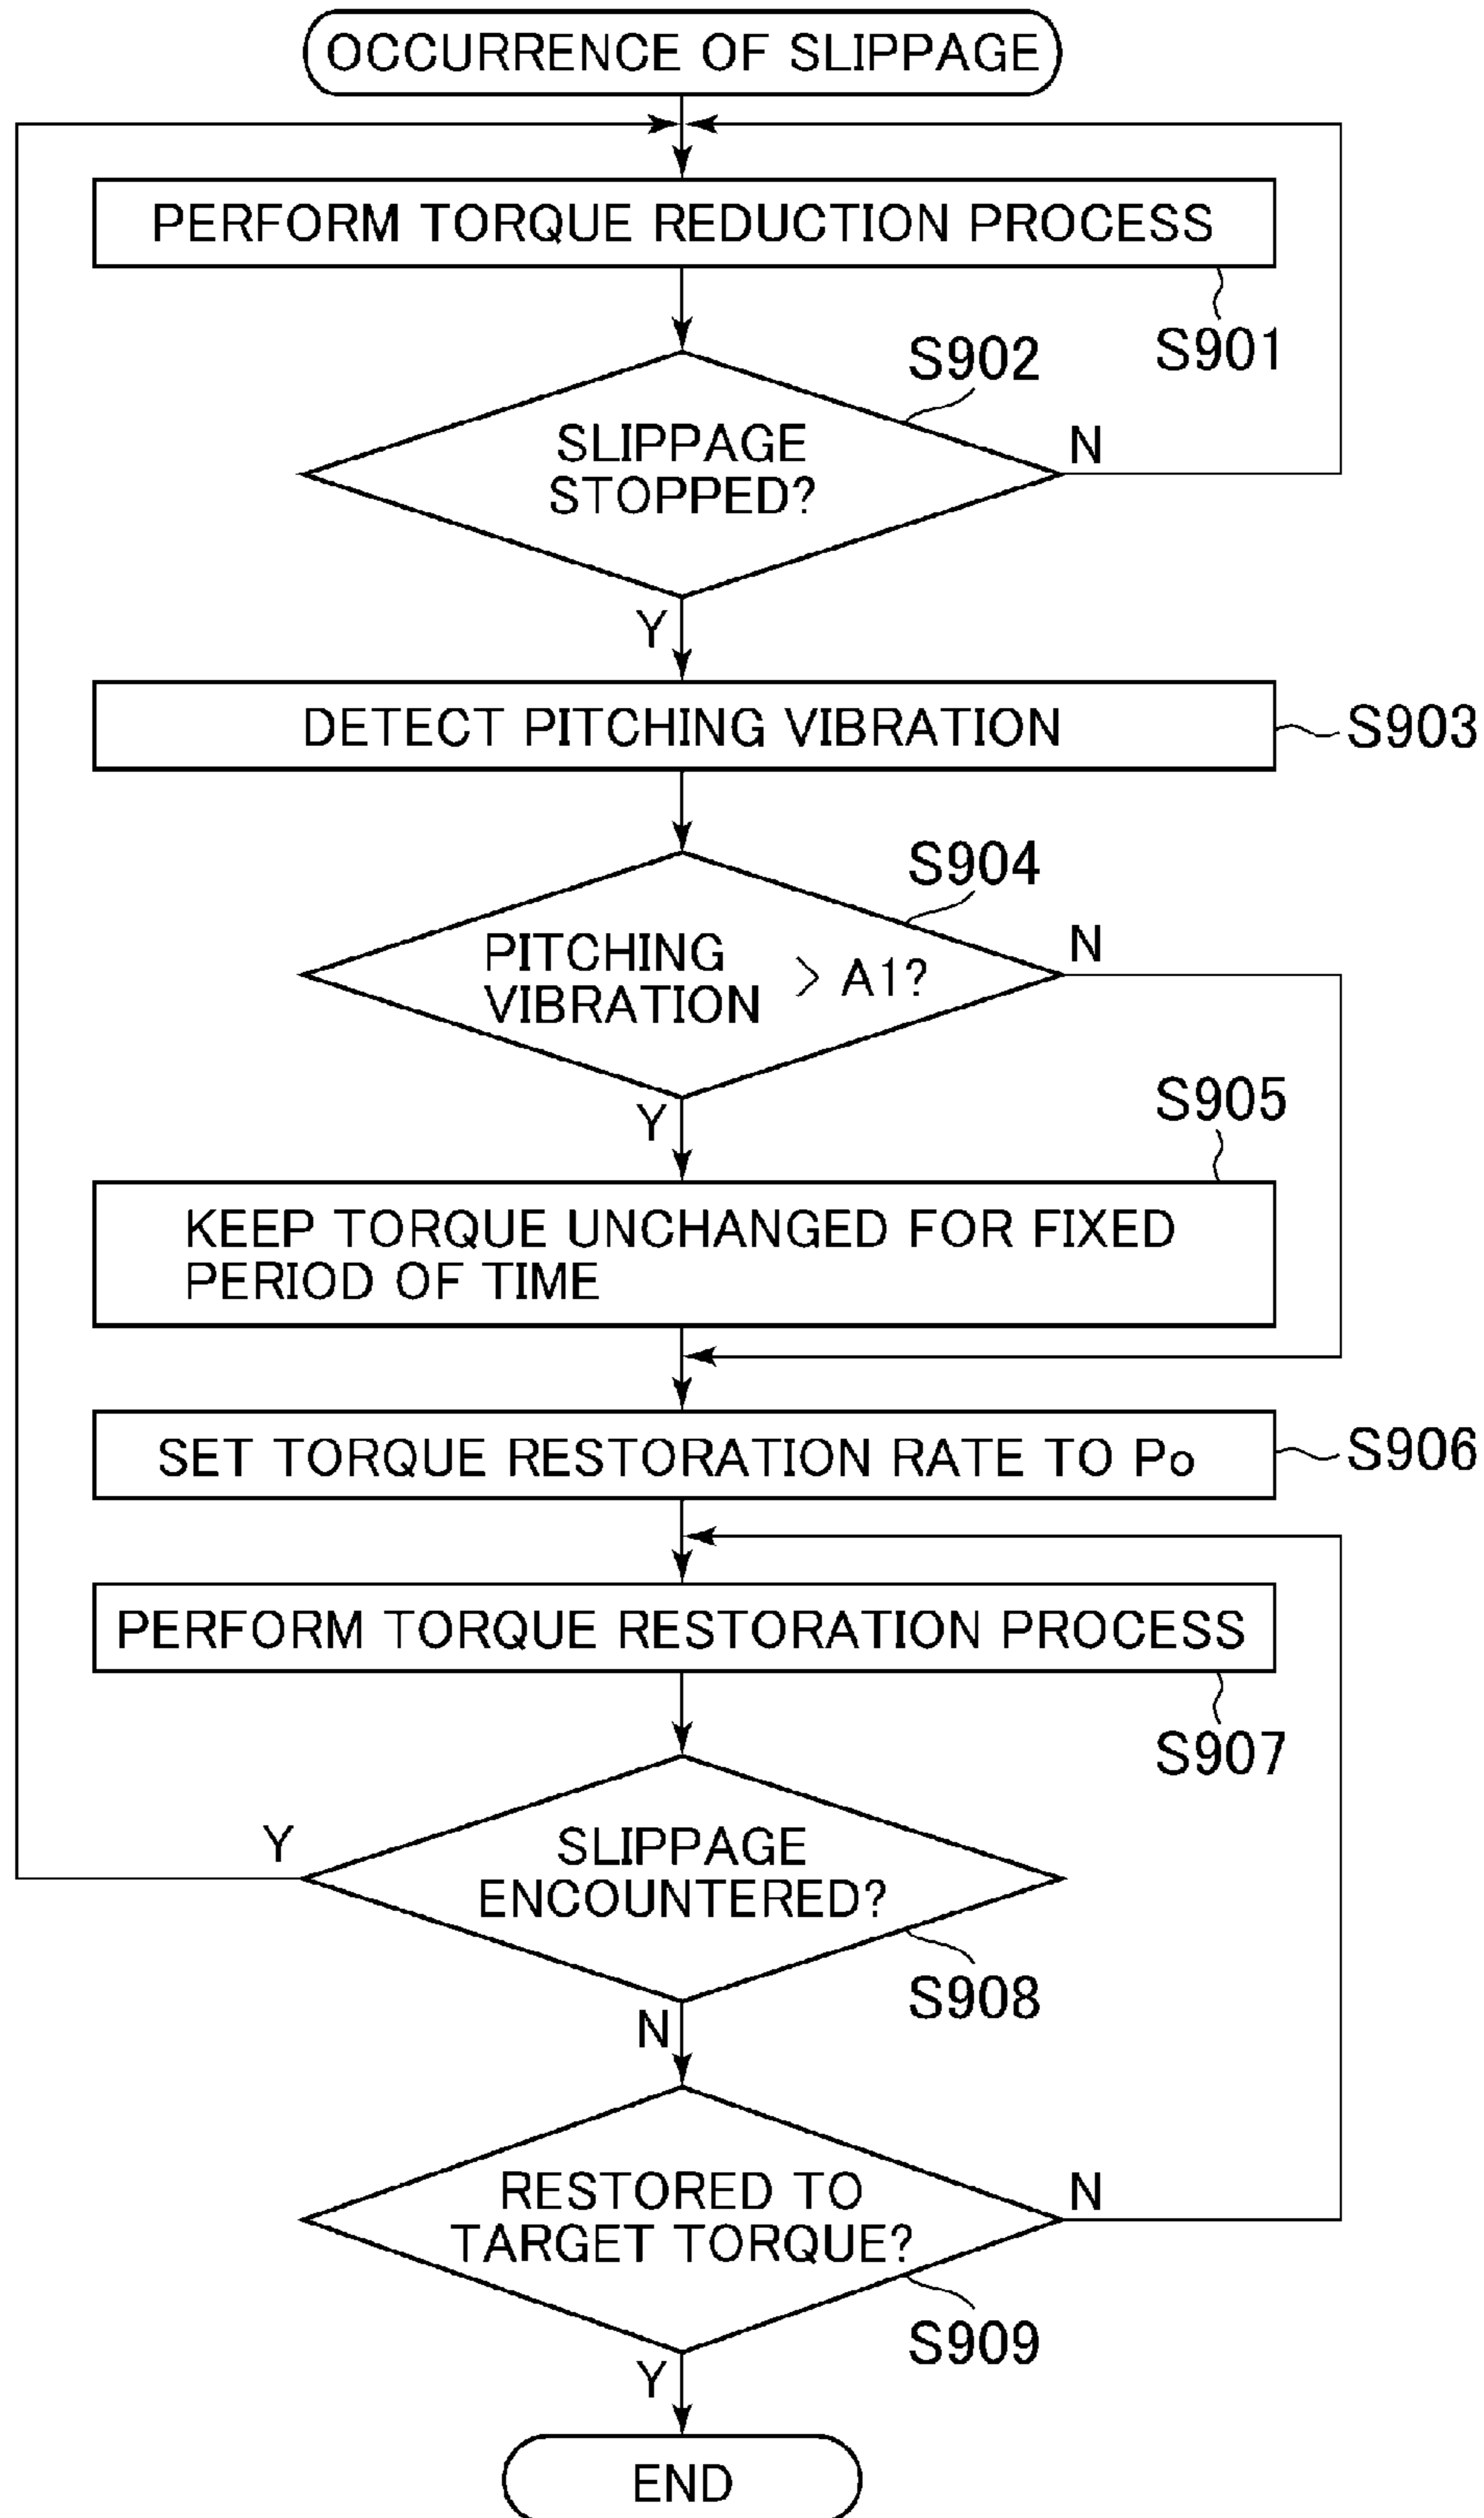 OCCURRENCE OF SLIPPAGE
PERFORM TORQUE REDUCTION PROCESS
S901
S902
SLIPPAGE
STOPPED?
N
Y
DETECT PITCHING VIBRATION
S903
S904
PITCHING
VIBRATION
> A1?
N
Y
S905
KEEP TORQUE UNCHANGED FOR FIXED
PERIOD OF TIME
SET TORQUE RESTORATION RATE TO Po
S906
PERFORM TORQUE RESTORATION PROCESS
S907
Y
SLIPPAGE
ENCOUNTERED?
S908
N
RESTORED TO
TARGET TORQUE?
N
S909
Y
END